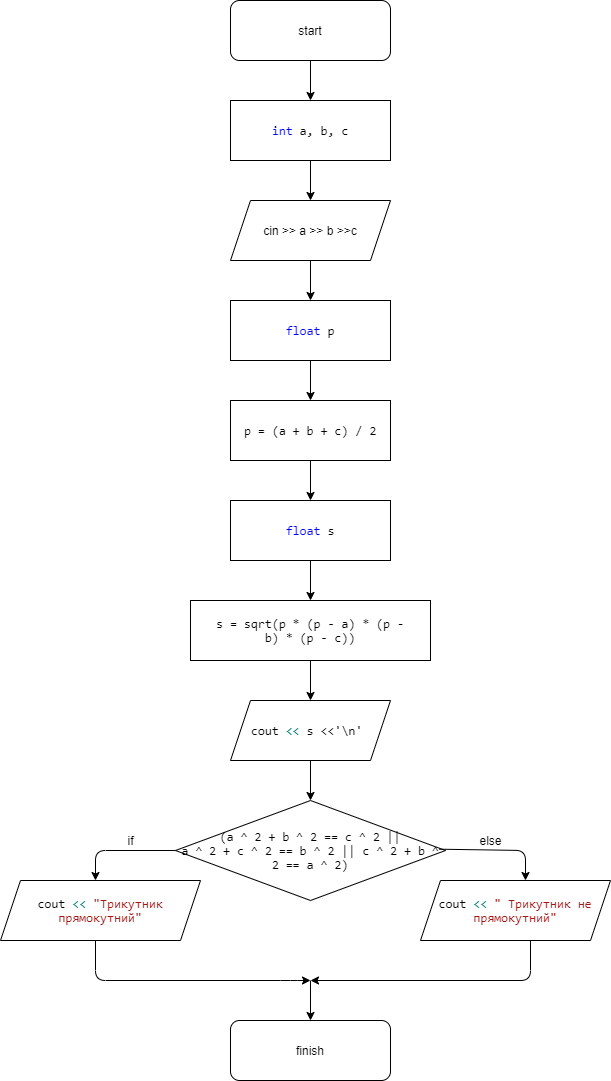 start
int a, b, c
cin >> a >> b >>c
float p
p = (a + b + c) / 2
float s
s = sqrt(p * (p - a) * (p -
b) * (p - c))
cout << s <<'\n'
if
(a ^ 2 + b ^ 2 == c ^ 2 ||
a ^ 2 + c ^ 2 == b ^ 2 || c ^ 2 + b ^
2 == a ^ 2)
else
cout << "Трикутник
прямокутний"
cout << " Трикутник не
прямокутний"
finish